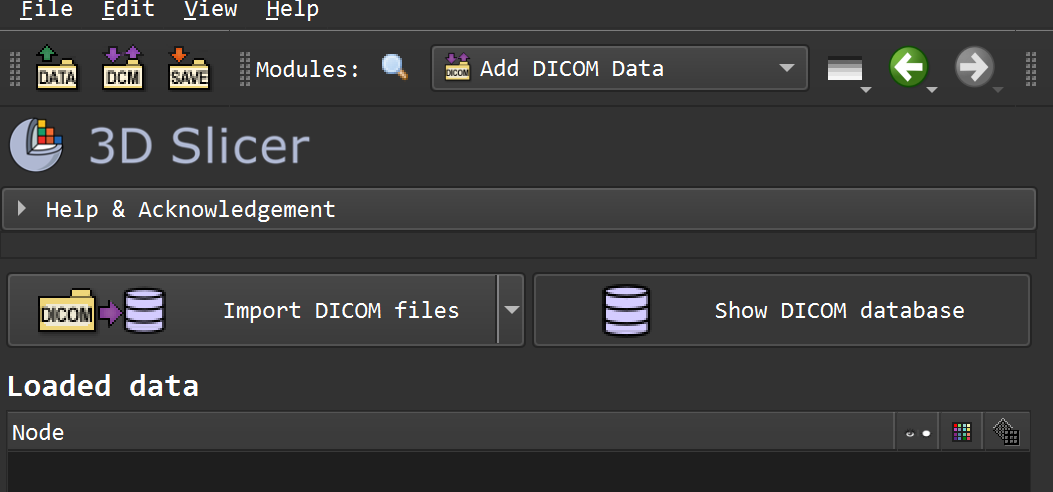 File Edit View Help
DATA DCM SAVE Modules: DICOM Add DICOM Data
3D Slicer
Help & Acknowledgement
DICOM Import DICOM files Show DICOM database
Loaded data
Node